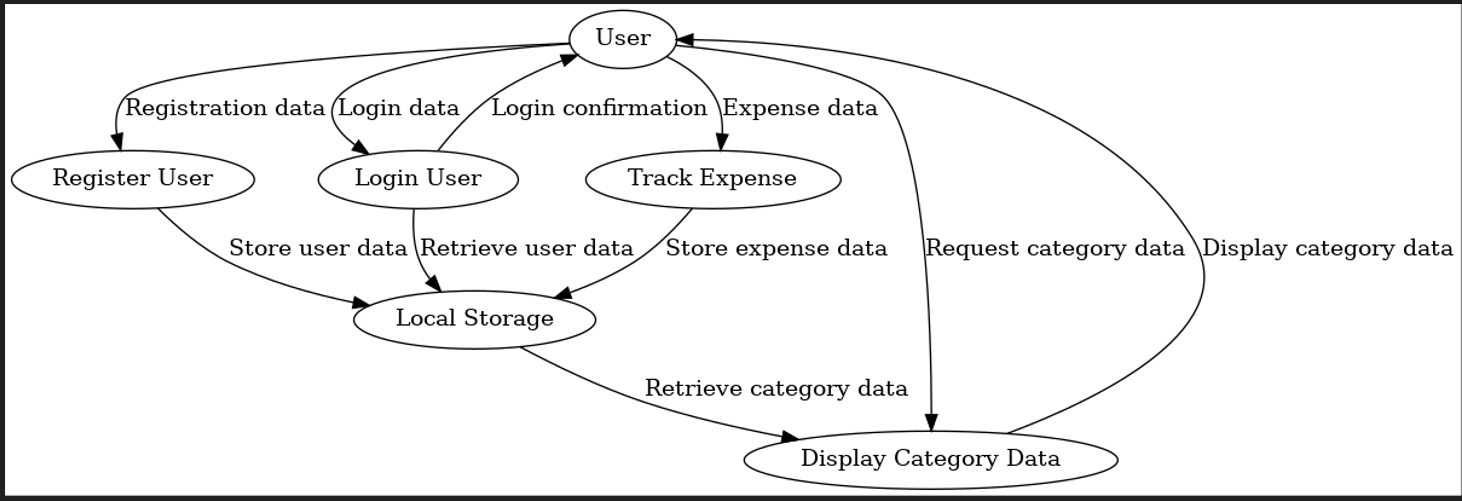 User
Registration data
Login data
Login confirmation
Expense data
Register User
Login User
Track Expense
Store user data
Retrieve user data
Store expense data
Request category data
Display category data
Local Storage
Retrieve category data
Display Category Data